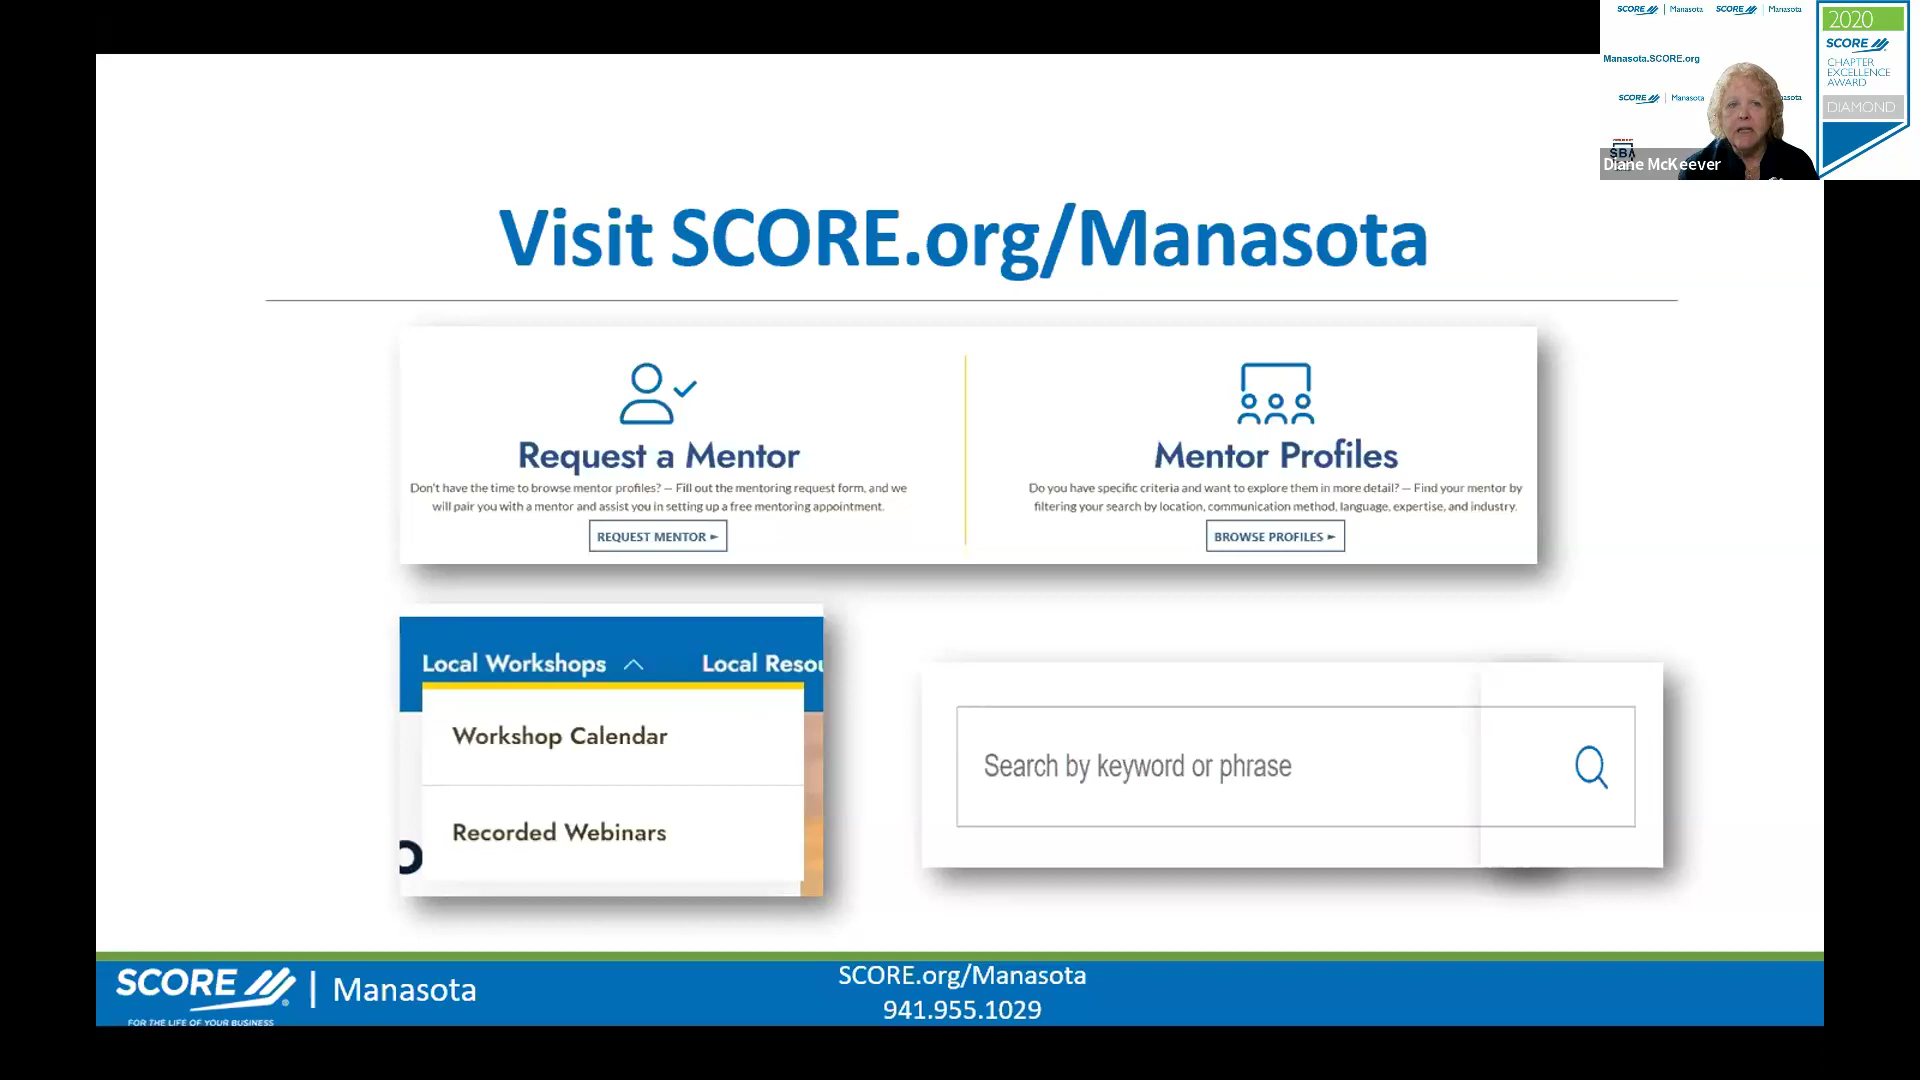 SCORE | Manasota SCORE | Manasota
Manasota.SCORE.org
SCORE | Manasota
SBA
Diane McKeever
2020
SCORE
CHAPTER
EXCELLENCE
AWARD
DIAMOND
Visit SCORE.org/Manasota
Request a Mentor
Don't have the time to browse mentor profiles? — Fill out the mentoring request form, and we
will pair you with a mentor and assist you in setting up a free mentoring appointment.
REQUEST MENTOR ►
Mentor Profiles
Do you have specific criteria and want to explore them in more detail? — Find your mentor by
filtering your search by location, communication method, language, expertise, and industry.
BROWSE PROFILES ►
Local Workshops Local Resou
Workshop Calendar
Recorded Webinars
Search by keyword or phrase
SCORE ® | Manasota
FOR THE LIFE OF YOUR BUSINESS
SCORE.org/Manasota
941.955.1029